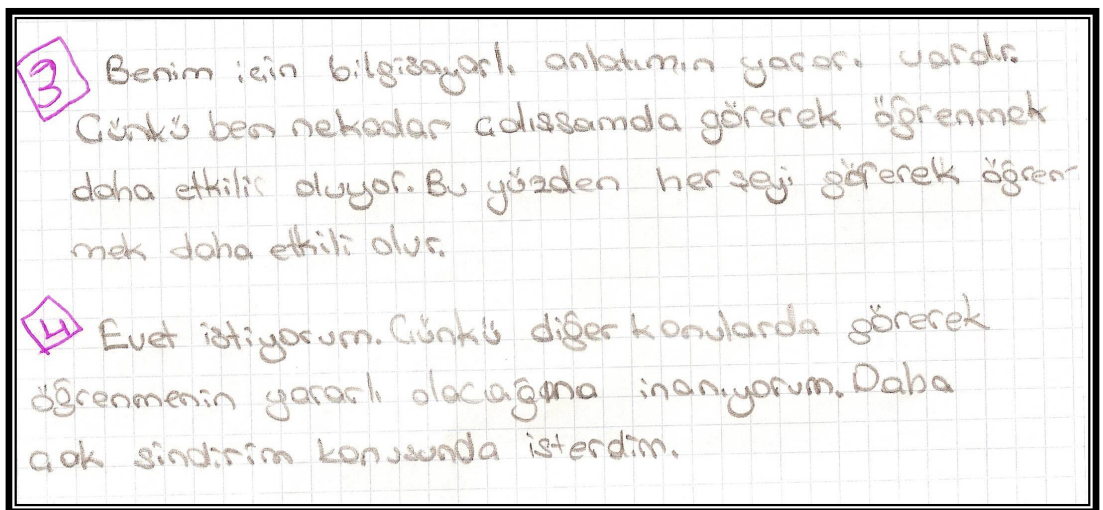 3 Benim için bilgisayarlı anlatımın yararı vardır.
Çünkü ben nekadar çalışsamda görerek öğrenmek
daha etkilic oluyor. Bu yüzden her şeyi görerek öğren-
mek daha etkili olur.
4 Evet istiyorum. Çünkü diğer konularda görerek
öğrenmenin yararlı olacağına inanıyorum. Daha
çok sindirim konusunda isterdim.